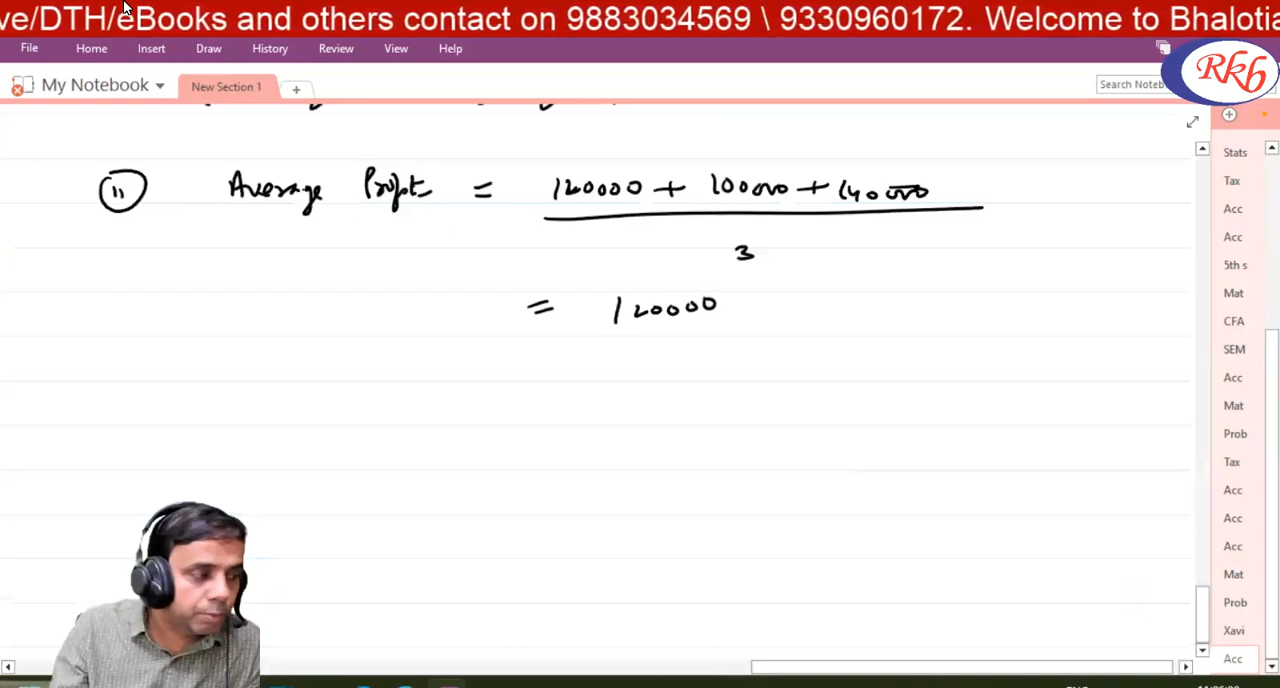 ve/DTH/eBooks and others contact on 9883034569 \ 9330960172. Welcome to Bhalotia
File Home Insert Draw History Review View Help
Rkb
My Notebook New Section 1 +
Search Noteb
(ii) Average Profit = 120000 + 100000 + 140000
3
= 120000
Stats
Tax
Acc
Acc
5th s
Mat
CFA
SEM
Acc
Mat
Prob
Tax
Acc
Acc
Acc
Mat
Prob
Xavi
Acc